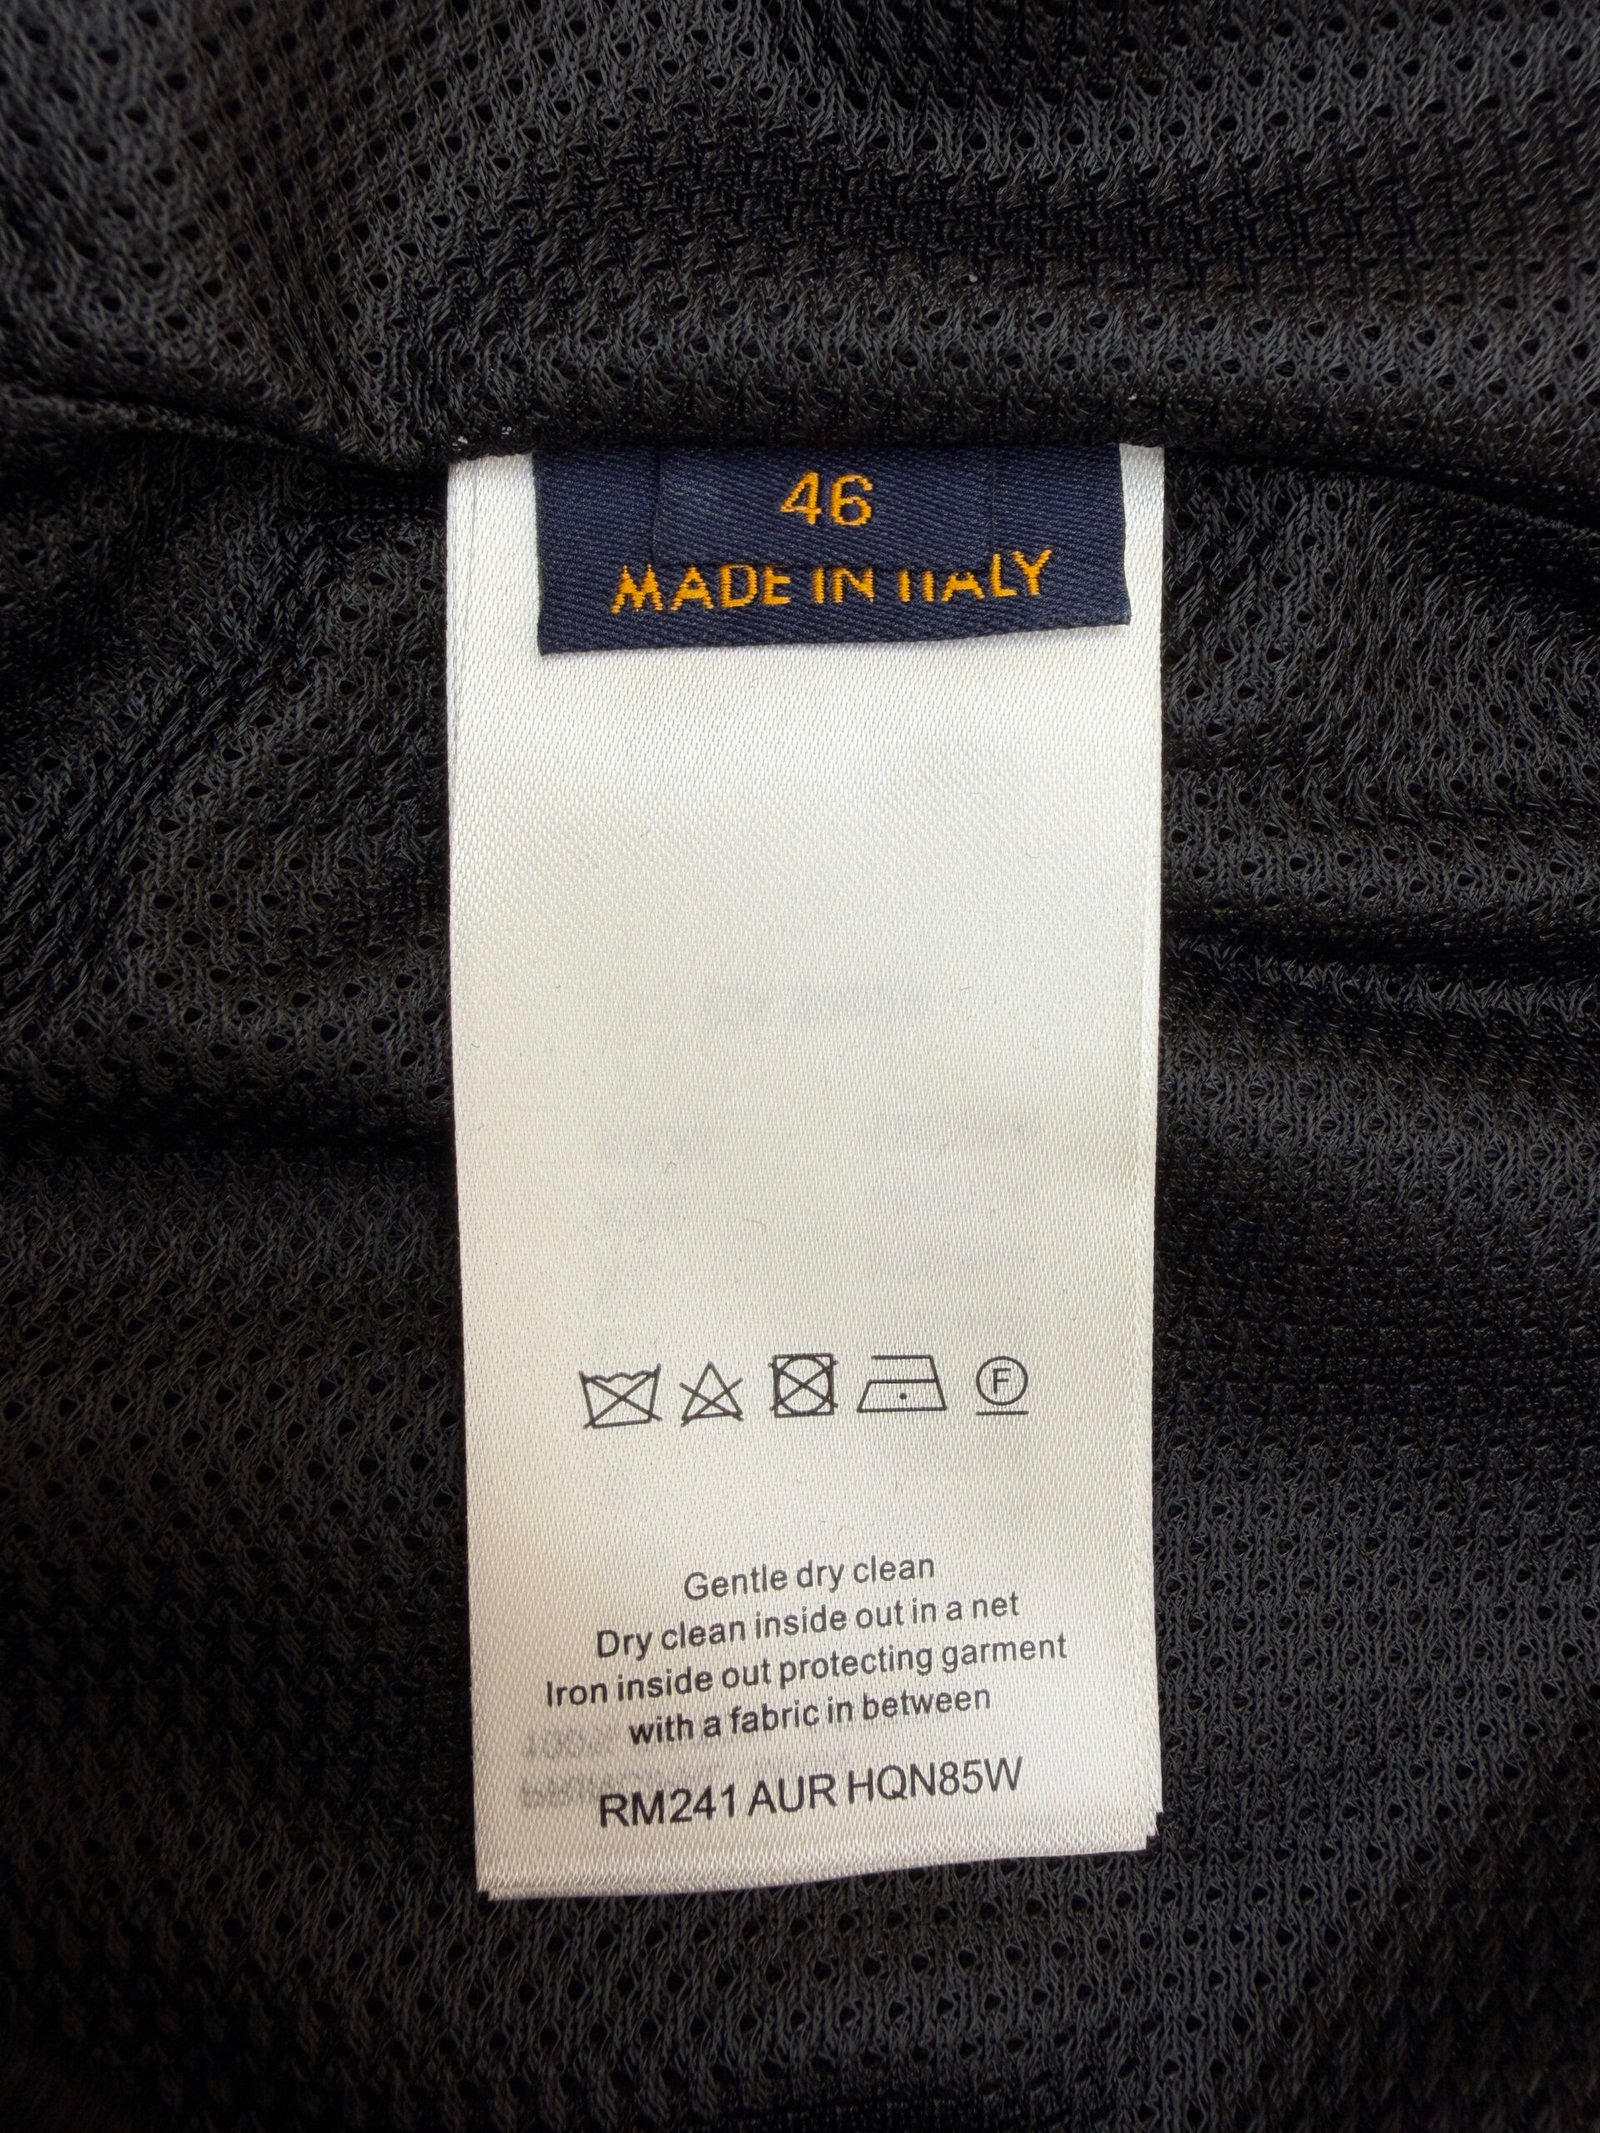 46
MADE IN ITALY
F
Gentle dry clean
Dry clean inside out in a net
Iron inside out protecting garment
with a fabric in between
RM241 AUR HQN85W